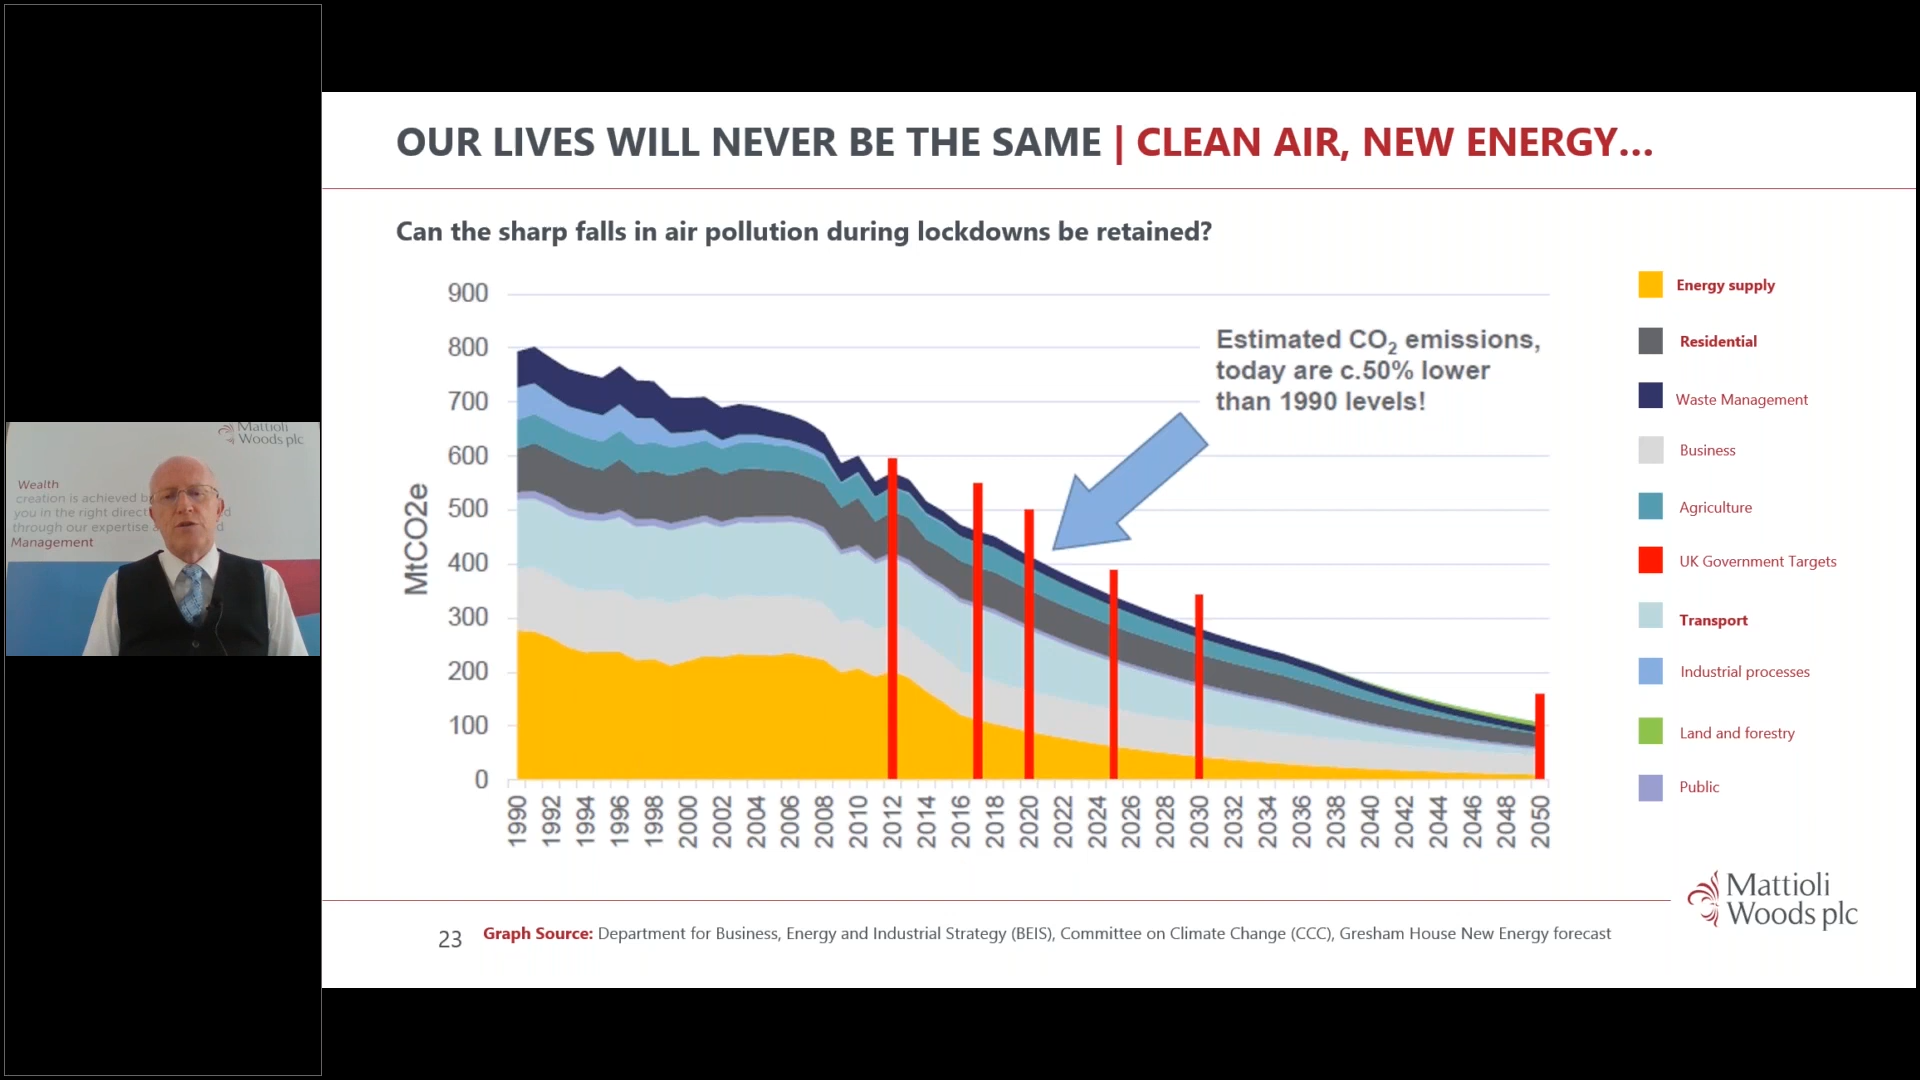 OUR LIVES WILL NEVER BE THE SAME | CLEAN AIR, NEW ENERGY...
Can the sharp falls in air pollution during lockdowns be retained?
MtCO2e
900
800
700
600
500
400
300
200
100
0
Estimated CO2 emissions,
today are c.50% lower
than 1990 levels!
1990 1992 1994 1996 1998 2000 2002 2004 2006 2008 2010 2012 2014 2016 2018 2020 2022 2024 2026 2028 2030 2032 2034 2036 2038 2040 2042 2044 2046 2048 2050
Energy supply
Residential
Waste Management
Business
Agriculture
UK Government Targets
Transport
Industrial processes
Land and forestry
Public
Mattioli
Woods plc
23
Graph Source: Department for Business, Energy and Industrial Strategy (BEIS), Committee on Climate Change (CCC), Gresham House New Energy forecast
Mattioli
Woods plc
Wealth
creation is achieved b
you in the right direct
through our expertise
Management